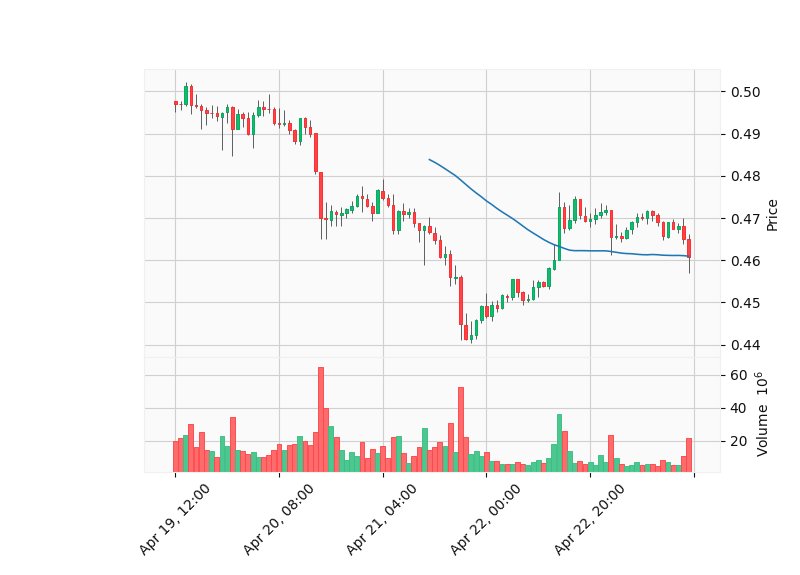 0.50
0.49
0.48
0.47
0.46
0.45
0.44
Price
60
40
20
Volume 10^6
Apr 19, 12:00
Apr 20, 08:00
Apr 21, 04:00
Apr 22, 00:00
Apr 22, 20:00